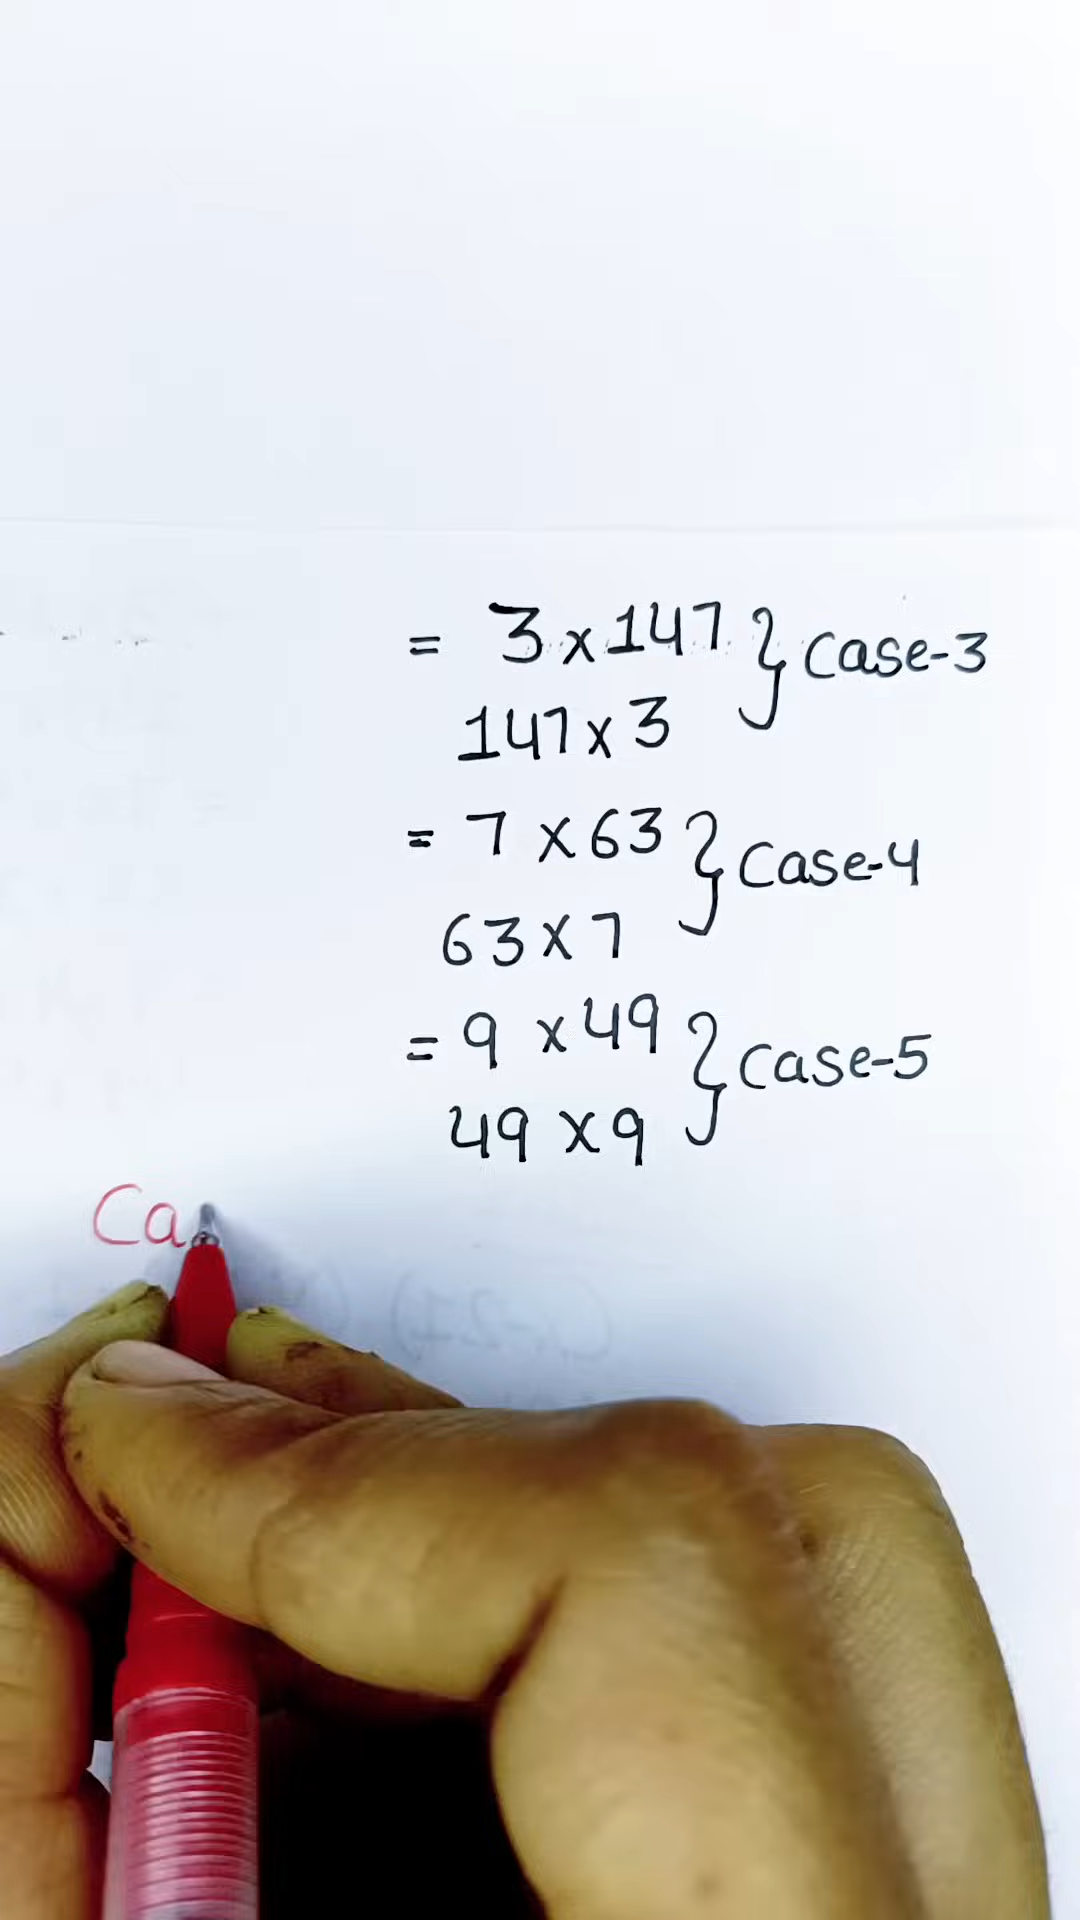 = 3 x 147 } Case-3
147 x 3
= 7 x 63 } Case-4
63 x 7
= 9 x 49 } Case-5
49 x 9
Ca